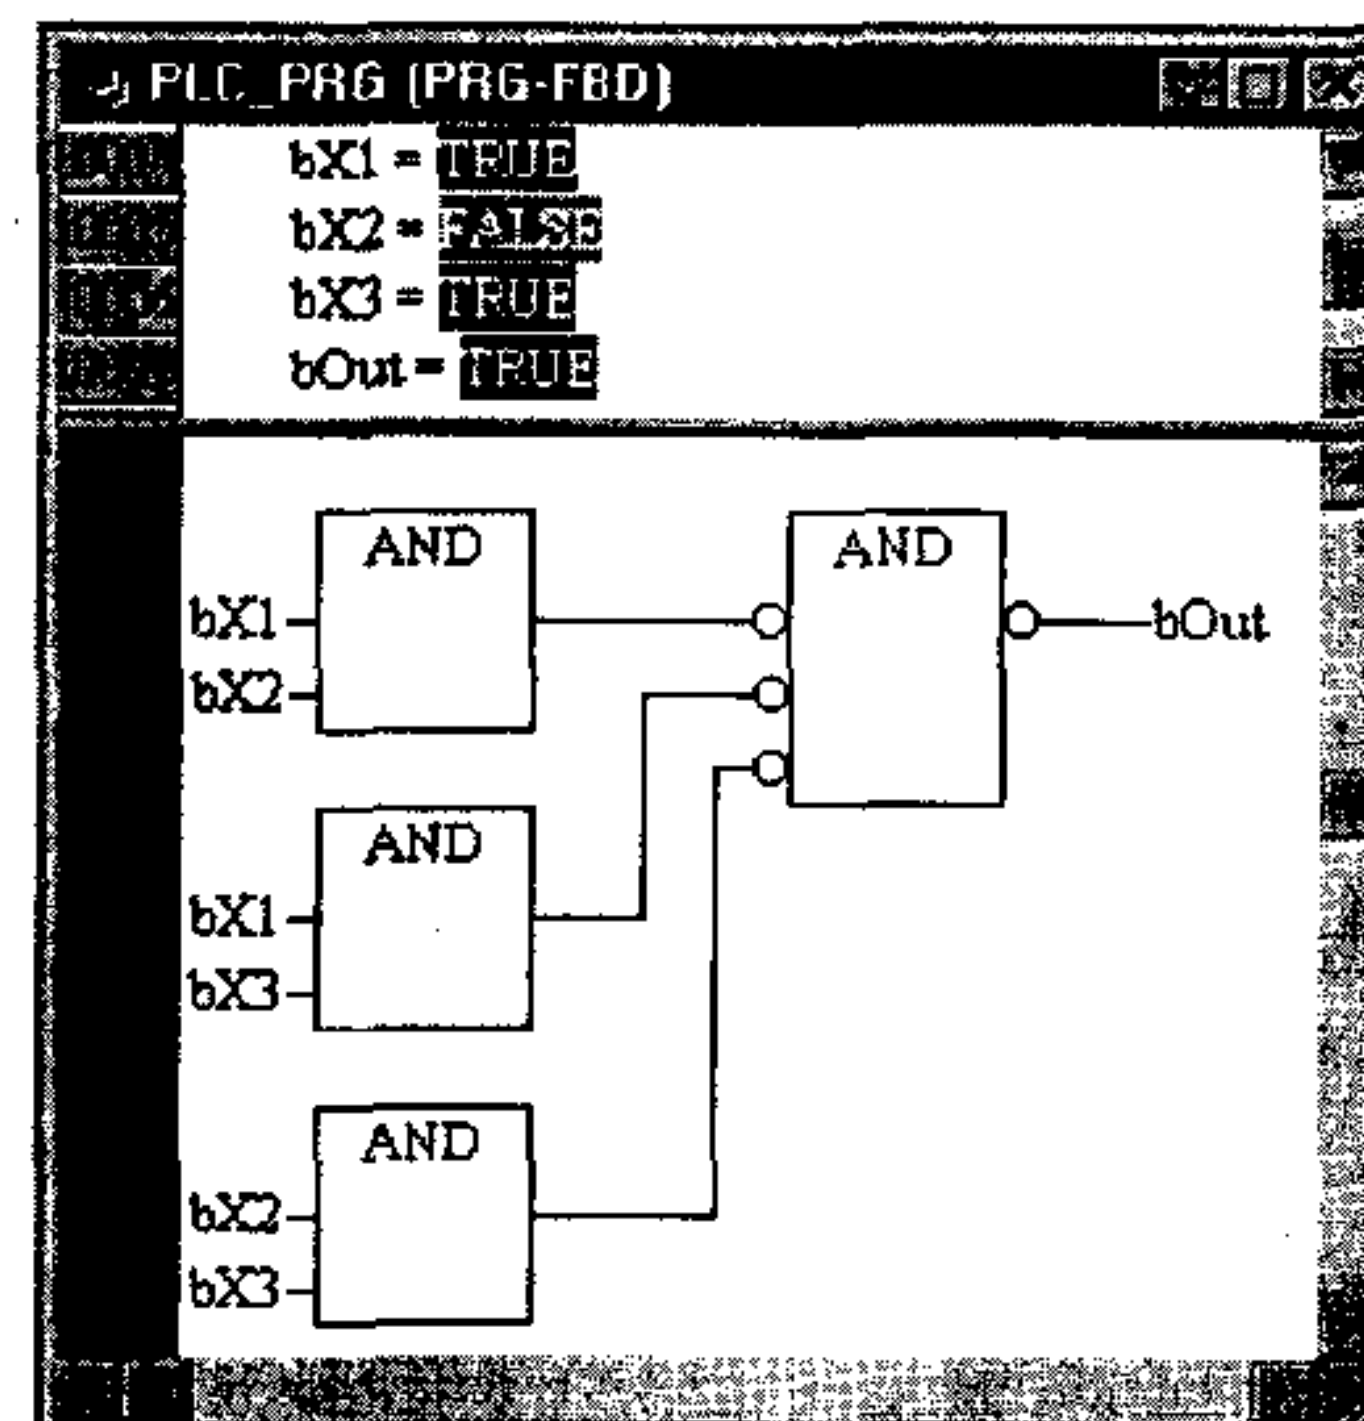 PLC_PRG (PRG-FBD)
bX1 = TRUE
bX2 = FALSE
bX3 = TRUE
bOut = TRUE
AND
AND
bX1
bOut
bX2
AND
bX1
bX3
AND
bX2
bX3